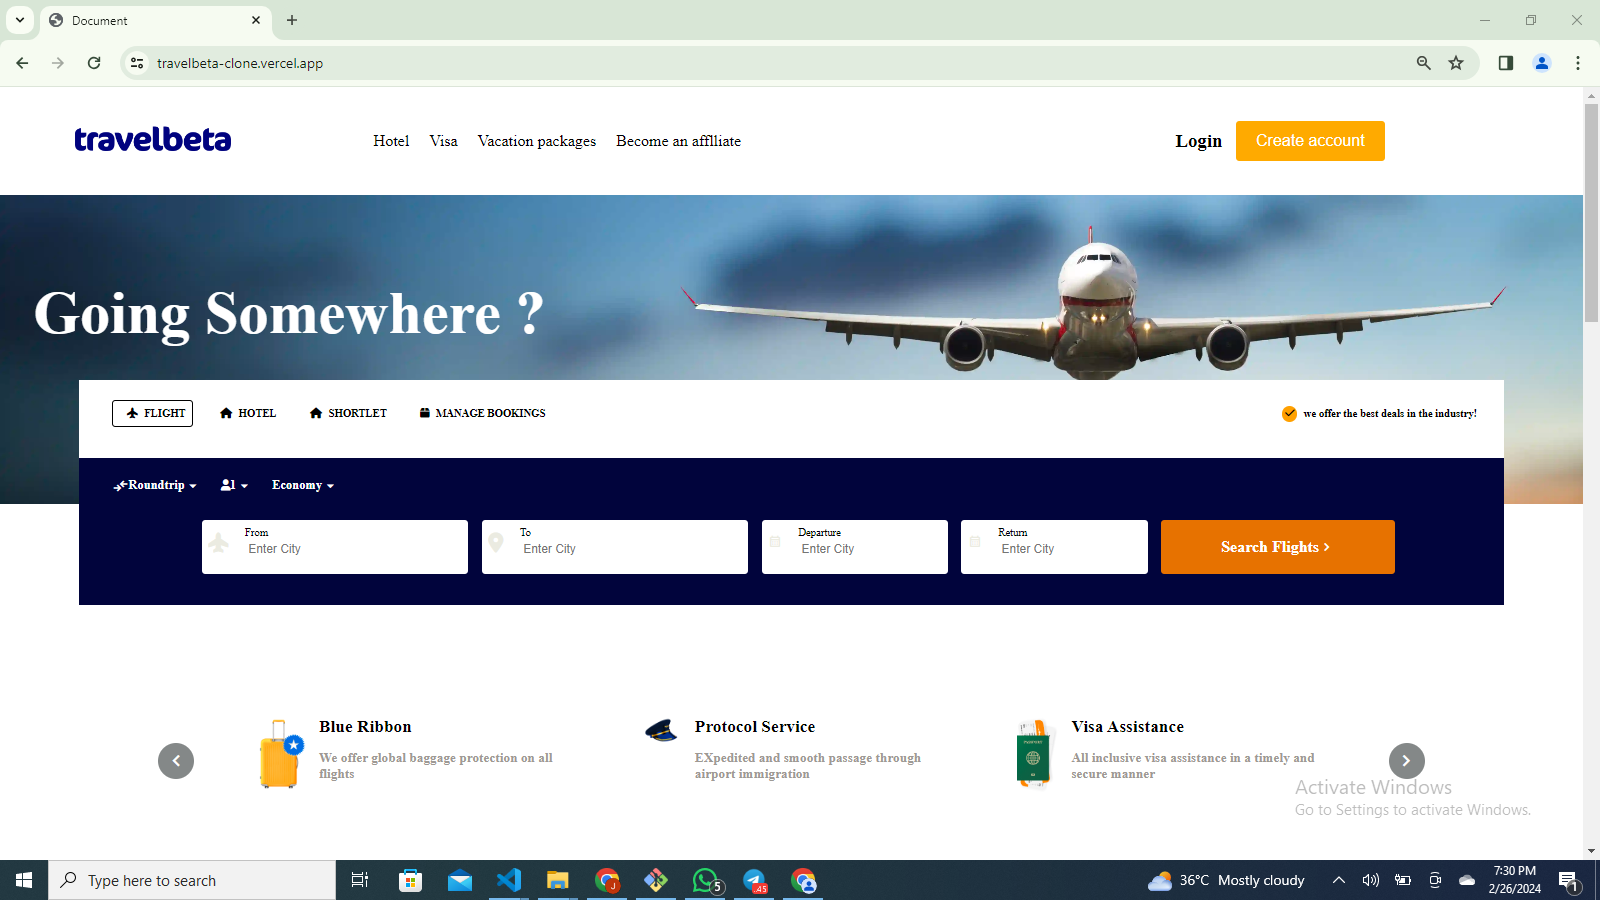 Document
travelbeta-clone.vercel.app
travelbeta
Hotel Visa Vacation packages Become an afflliate
Login Create account
Going Somewhere ?
FLIGHT HOTEL SHORTLET MANAGE BOOKINGS
we offer the best deals in the industry!
Roundtrip 1 Economy
From
Enter City
To
Enter City
Departure
Enter City
Return
Enter City
Search Flights
Blue Ribbon
We offer global baggage protection on all
flights
Protocol Service
EXpedited and smooth passage through
airport immigration
Visa Assistance
All inclusive visa assistance in a timely and
secure manner
Activate Windows
Go to Settings to activate Windows.
Type here to search
J
5
45
36°C Mostly cloudy
7:30 PM
2/26/2024
1